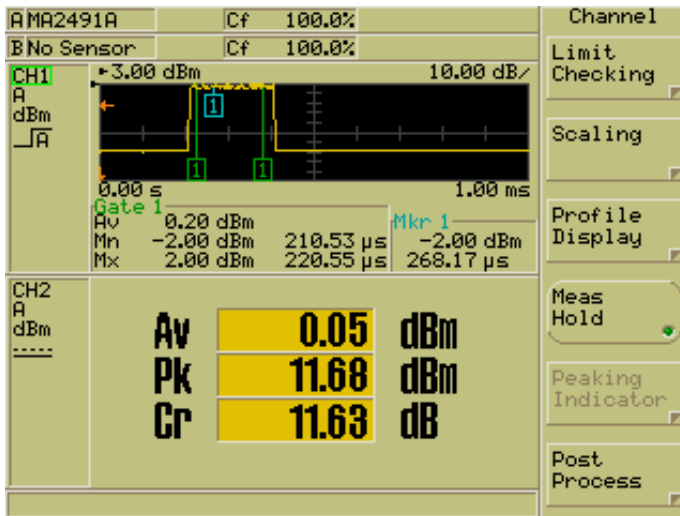 A MA2491A Cf 100.0%
B No Sensor Cf 100.0%
CH1
A
dBm
A
3.00 dBm 10.00 dB/
1
1 1
0.00 s 1.00 ms
Gate 1
Av 0.20 dBm
Mn -2.00 dBm 210.53 µs
Mx 2.00 dBm 220.55 µs
Mkr 1
-2.00 dBm
268.17 µs
CH2
A
dBm
Av 0.05 dBm
Pk 11.68 dBm
Cr 11.63 dB
Channel
Limit
Checking
Scaling
Profile
Display
Meas
Hold
Peaking
Indicator
Post
Process